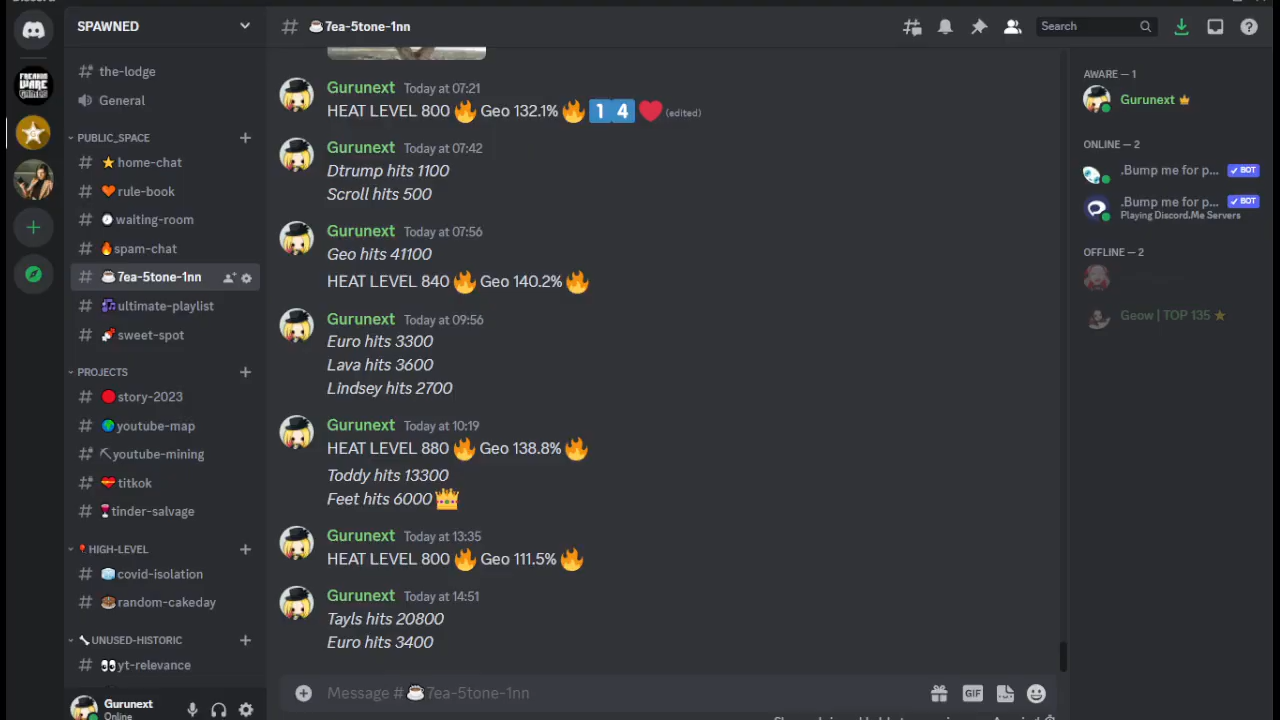 SPAWNED
the-lodge
General
PUBLIC_SPACE
home-chat
rule-book
waiting-room
spam-chat
7ea-5tone-1nn
ultimate-playlist
sweet-spot
PROJECTS
story-2023
youtube-map
youtube-mining
titkok
tinder-salvage
HIGH-LEVEL
covid-isolation
random-cakeday
UNUSED-HISTORIC
yt-relevance
Gurunext
Online
7ea-5tone-1nn
Search
Gurunext Today at 07:21
HEAT LEVEL 800 🔥 Geo 132.1% 🔥 1 4 ❤️ (edited)
Gurunext Today at 07:42
Dtrump hits 1100
Scroll hits 500
Gurunext Today at 07:56
Geo hits 41100
HEAT LEVEL 840 🔥 Geo 140.2% 🔥
Gurunext Today at 09:56
Euro hits 3300
Lava hits 3600
Lindsey hits 2700
Gurunext Today at 10:19
HEAT LEVEL 880 🔥 Geo 138.8% 🔥
Toddy hits 13300
Feet hits 6000 👑
Gurunext Today at 13:35
HEAT LEVEL 800 🔥 Geo 111.5% 🔥
Gurunext Today at 14:51
Tayls hits 20800
Euro hits 3400
Message # ☕7ea-5tone-1nn
GIF
AWARE — 1
Gurunext
ONLINE — 2
.Bump me for p... ✓ BOT
.Bump me for p... ✓ BOT
Playing Discord.Me Servers
OFFLINE — 2
Geow | TOP 135